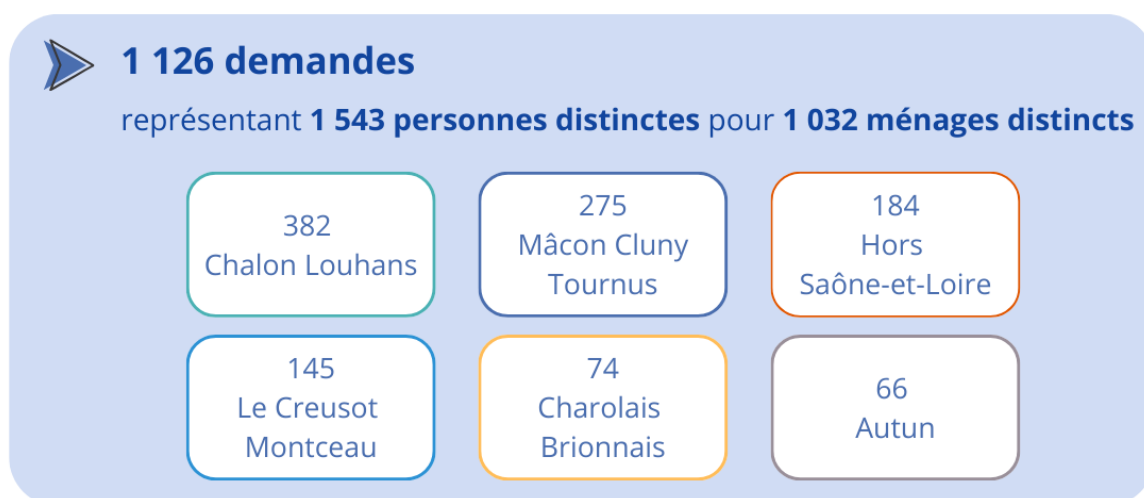 1 126 demandes
représentant 1 543 personnes distinctes pour 1 032 ménages distincts
382
Chalon Louhans
275
Mâcon Cluny
Tournus
184
Hors
Saône-et-Loire
145
Le Creusot
Montceau
74
Charolais
Brionnais
66
Autun